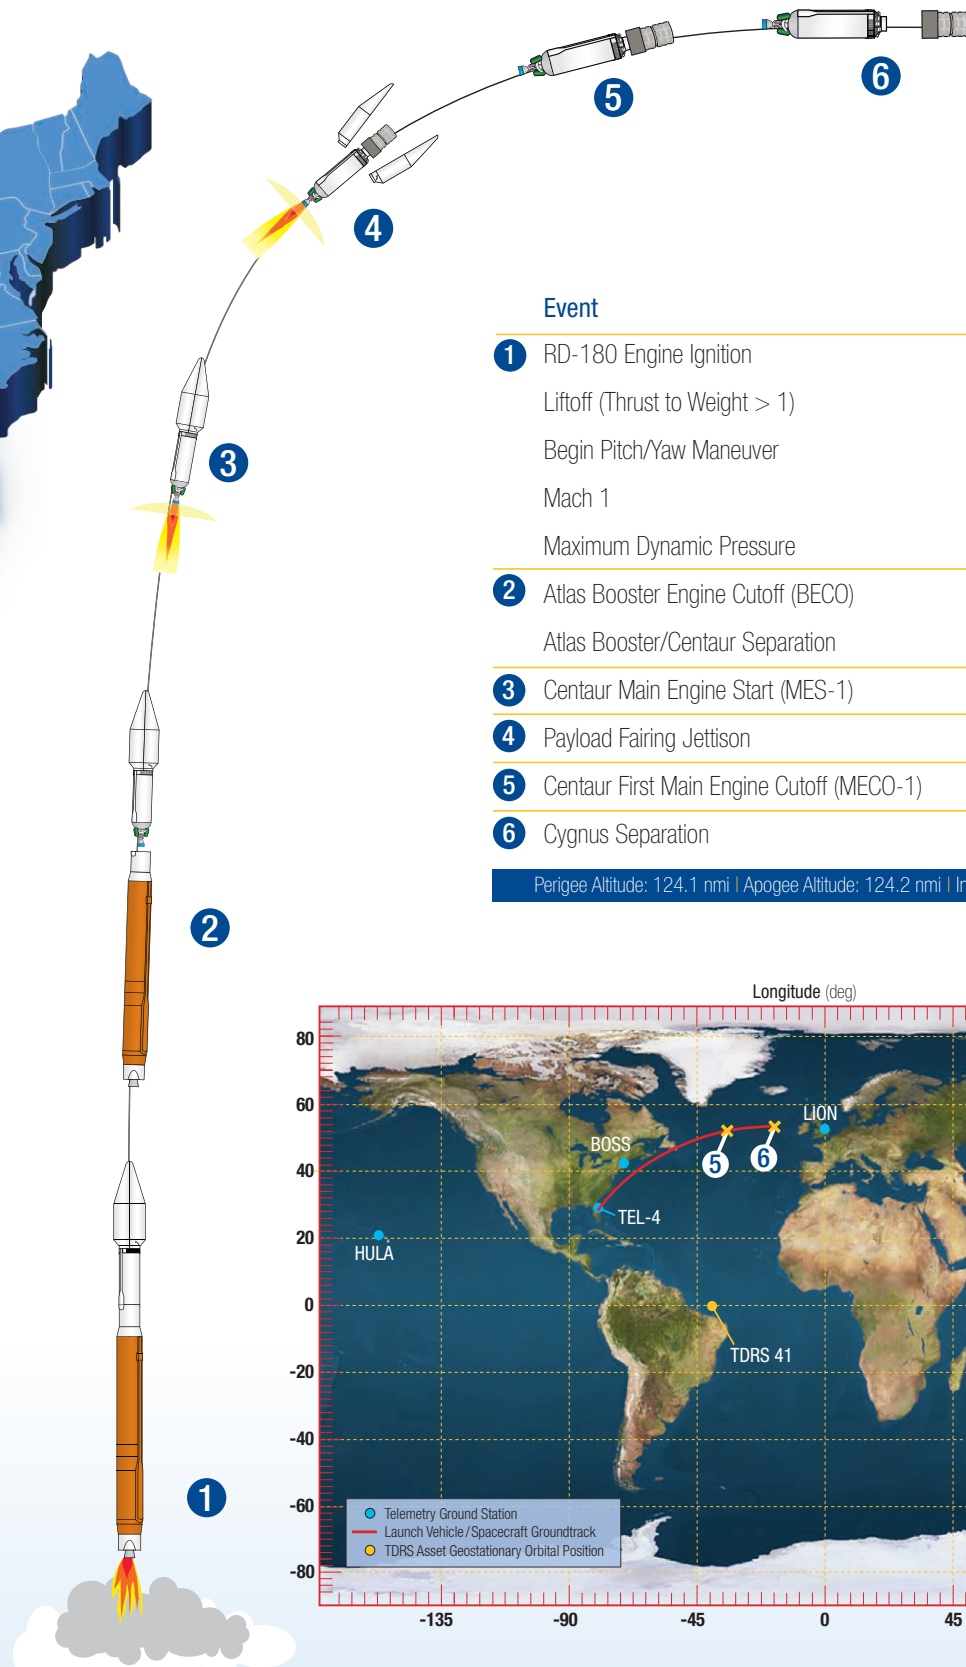 5
6
4
3
2
1
Event
1 RD-180 Engine Ignition
Liftoff (Thrust to Weight > 1)
Begin Pitch/Yaw Maneuver
Mach 1
Maximum Dynamic Pressure
2 Atlas Booster Engine Cutoff (BECO)
Atlas Booster/Centaur Separation
3 Centaur Main Engine Start (MES-1)
4 Payload Fairing Jettison
5 Centaur First Main Engine Cutoff (MECO-1)
6 Cygnus Separation
Perigee Altitude: 124.1 nmi | Apogee Altitude: 124.2 nmi | In
Longitude (deg)
80
60
40
20
0
-20
-40
-60
-80
LION
BOSS
5
6
TEL-4
HULA
TDRS 41
Telemetry Ground Station
Launch Vehicle/Spacecraft Groundtrack
TDRS Asset Geostationary Orbital Position
-135 -90 -45 0 45